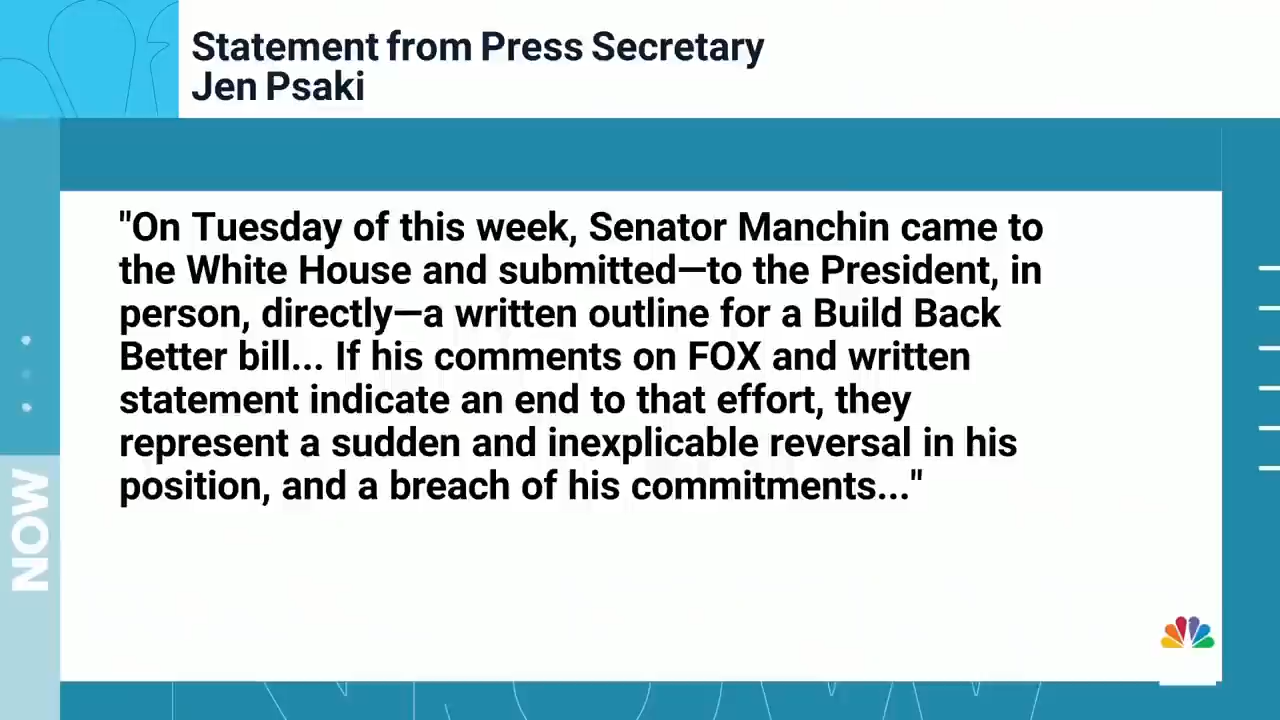 Statement from Press Secretary
Jen Psaki
"On Tuesday of this week, Senator Manchin came to
the White House and submitted—to the President, in
person, directly—a written outline for a Build Back
Better bill... If his comments on FOX and written
statement indicate an end to that effort, they
represent a sudden and inexplicable reversal in his
position, and a breach of his commitments..."
NOW